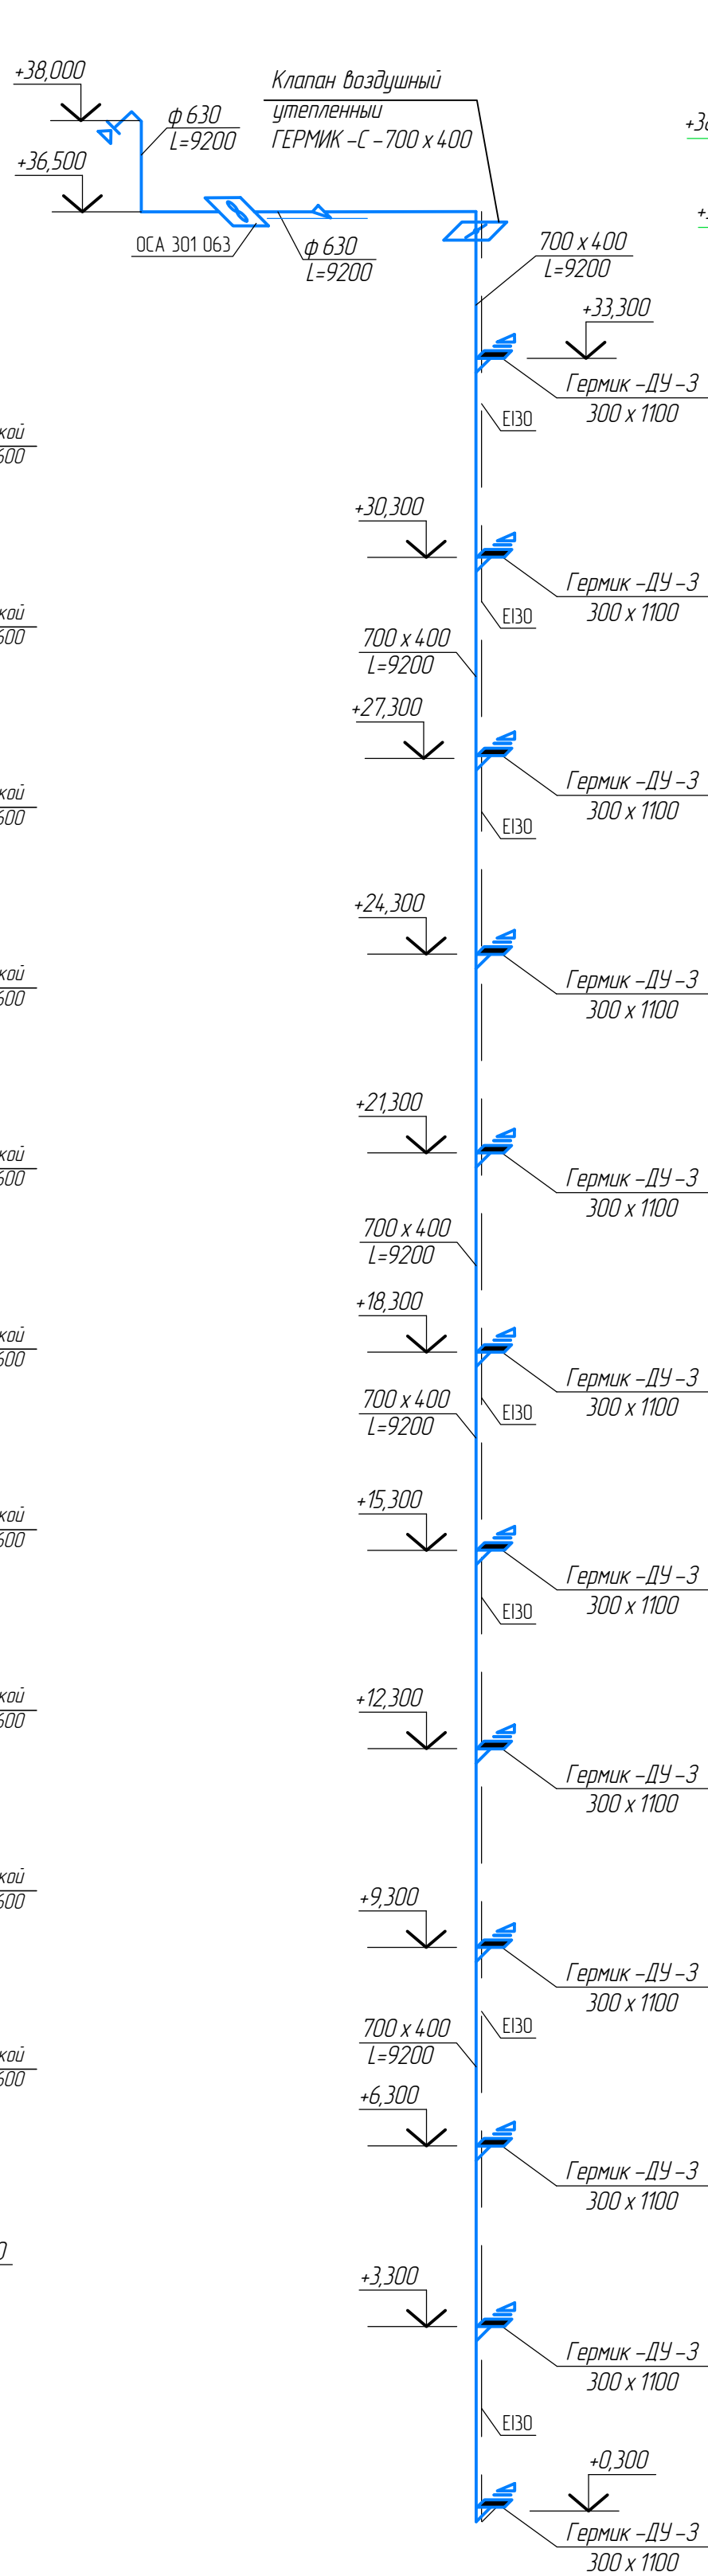 +38,000
Клапан воздушный
утепленный
ГЕРМИК-С-700 х 400
ф 630
L=9200
+36,500
ОСА 301 063
ф 630
L=9200
700 х 400
L=9200
+33,300
Гермик-ДУ-3
300 х 1100
EI30
+30,300
Гермик-ДУ-3
300 х 1100
EI30
700 х 400
L=9200
+27,300
Гермик-ДУ-3
300 х 1100
EI30
+24,300
Гермик-ДУ-3
300 х 1100
+21,300
Гермик-ДУ-3
300 х 1100
700 х 400
L=9200
+18,300
Гермик-ДУ-3
300 х 1100
700 х 400
L=9200
EI30
+15,300
Гермик-ДУ-3
300 х 1100
EI30
+12,300
Гермик-ДУ-3
300 х 1100
+9,300
Гермик-ДУ-3
300 х 1100
EI30
700 х 400
L=9200
+6,300
Гермик-ДУ-3
300 х 1100
+3,300
Гермик-ДУ-3
300 х 1100
EI30
+0,300
Гермик-ДУ-3
300 х 1100